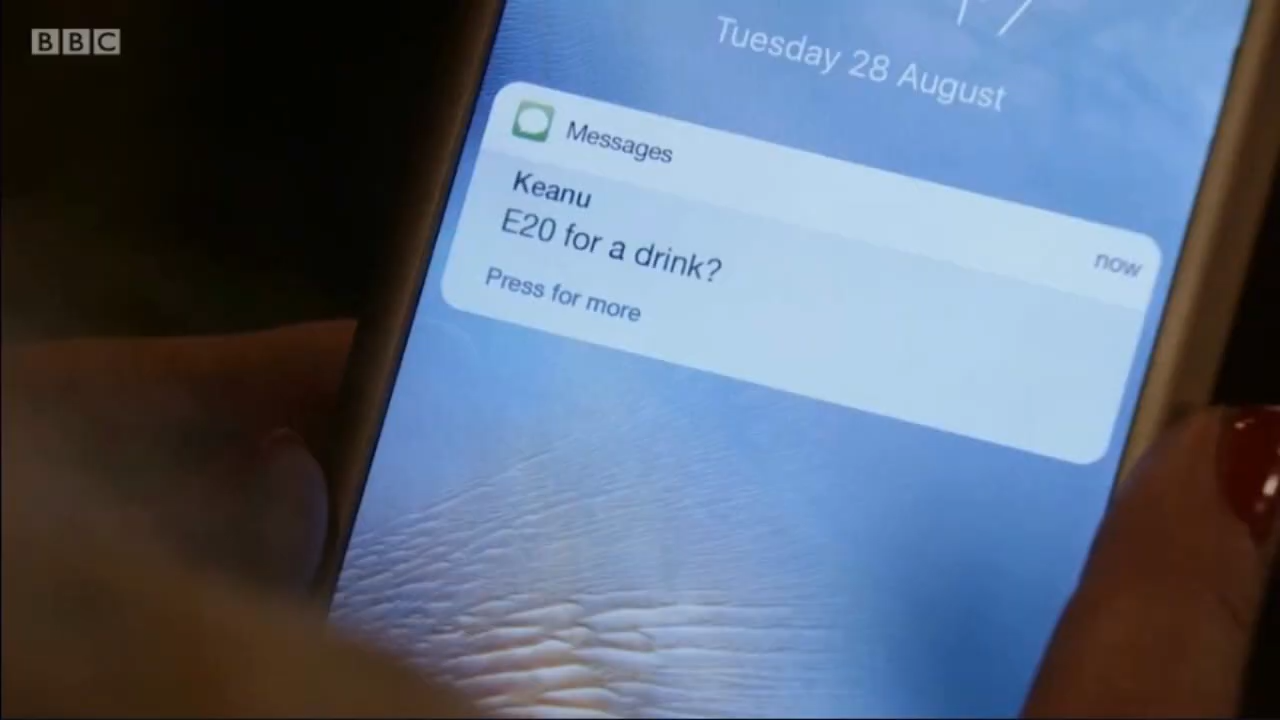 BBC
Tuesday 28 August
Messages
now
Keanu
E20 for a drink?
Press for more